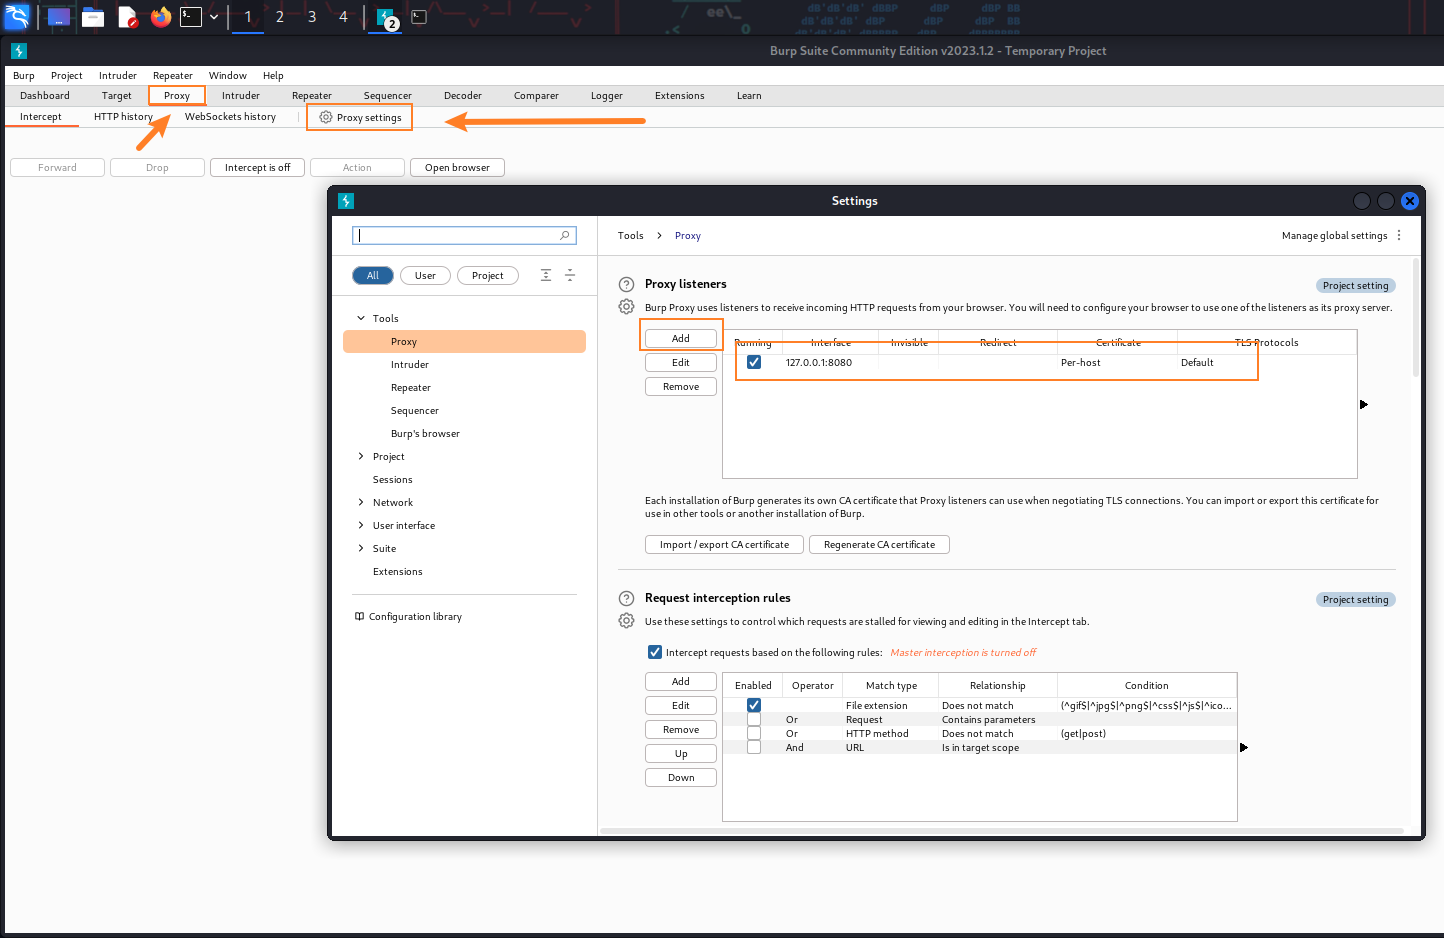 1 2 3 4 2
Burp Suite Community Edition v2023.1.2 - Temporary Project
Burp Project Intruder Repeater Window Help
Dashboard Target Proxy Intruder Repeater Sequencer Decoder Comparer Logger Extensions Learn
Intercept HTTP history WebSockets history Proxy settings
Forward Drop Intercept is off Action Open browser
Settings
Tools > Proxy
Manage global settings
All User Project
Tools
Proxy
Intruder
Repeater
Sequencer
Burp's browser
Project
Sessions
Network
User interface
Suite
Extensions
Configuration library
Proxy listeners
Project setting
Burp Proxy uses listeners to receive incoming HTTP requests from your browser. You will need to configure your browser to use one of the listeners as its proxy server.
Add
Edit
Remove
Running Interface Invisible Redirect Certificate TLS Protocols
127.0.0.1:8080 Per-host Default
Each installation of Burp generates its own CA certificate that Proxy listeners can use when negotiating TLS connections. You can import or export this certificate for
use in other tools or another installation of Burp.
Import / export CA certificate Regenerate CA certificate
Request interception rules
Project setting
Use these settings to control which requests are stalled for viewing and editing in the Intercept tab.
Intercept requests based on the following rules: Master interception is turned off
Add
Edit
Remove
Up
Down
Enabled Operator Match type Relationship Condition
File extension Does not match (^gif$|^jpg$|^png$|^css$|^js$|^ico...
Or Request Contains parameters
Or HTTP method Does not match (get|post)
And URL Is in target scope